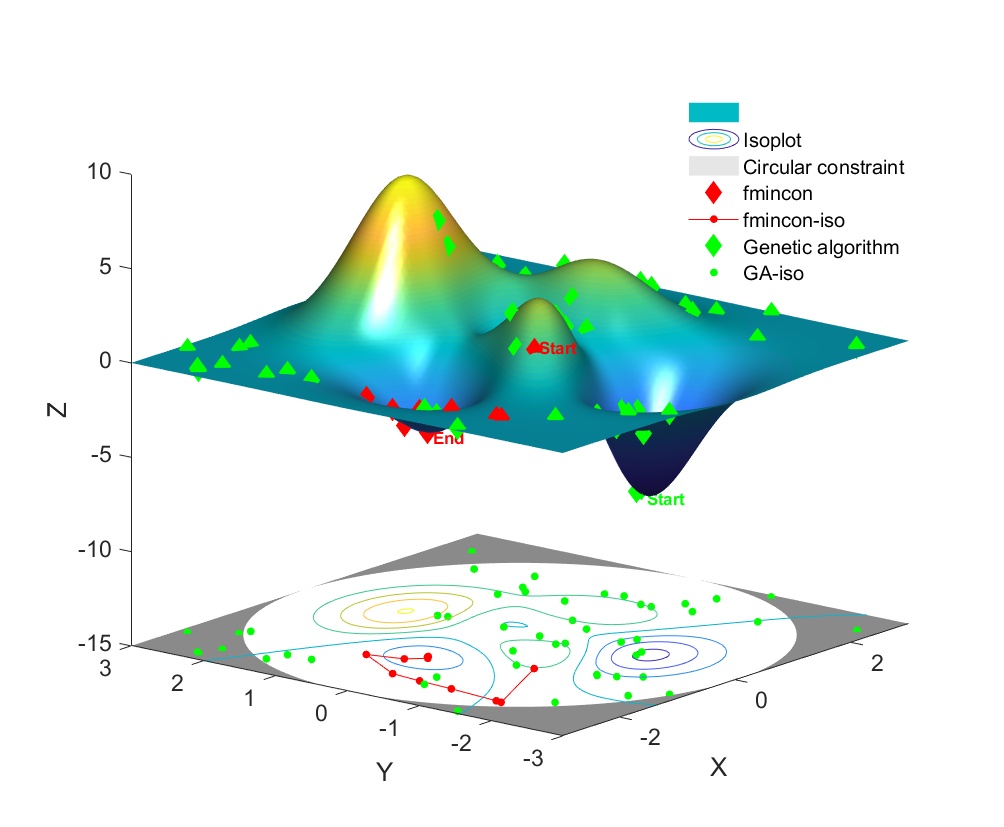 Isoplot
Circular constraint
fmincon
fmincon-iso
Genetic algorithm
GA-iso
10
5
0
-5
-10
-15
Z
Start
End
Start
3
2
1
0
-1
-2
-3
Y
-2
0
2
X